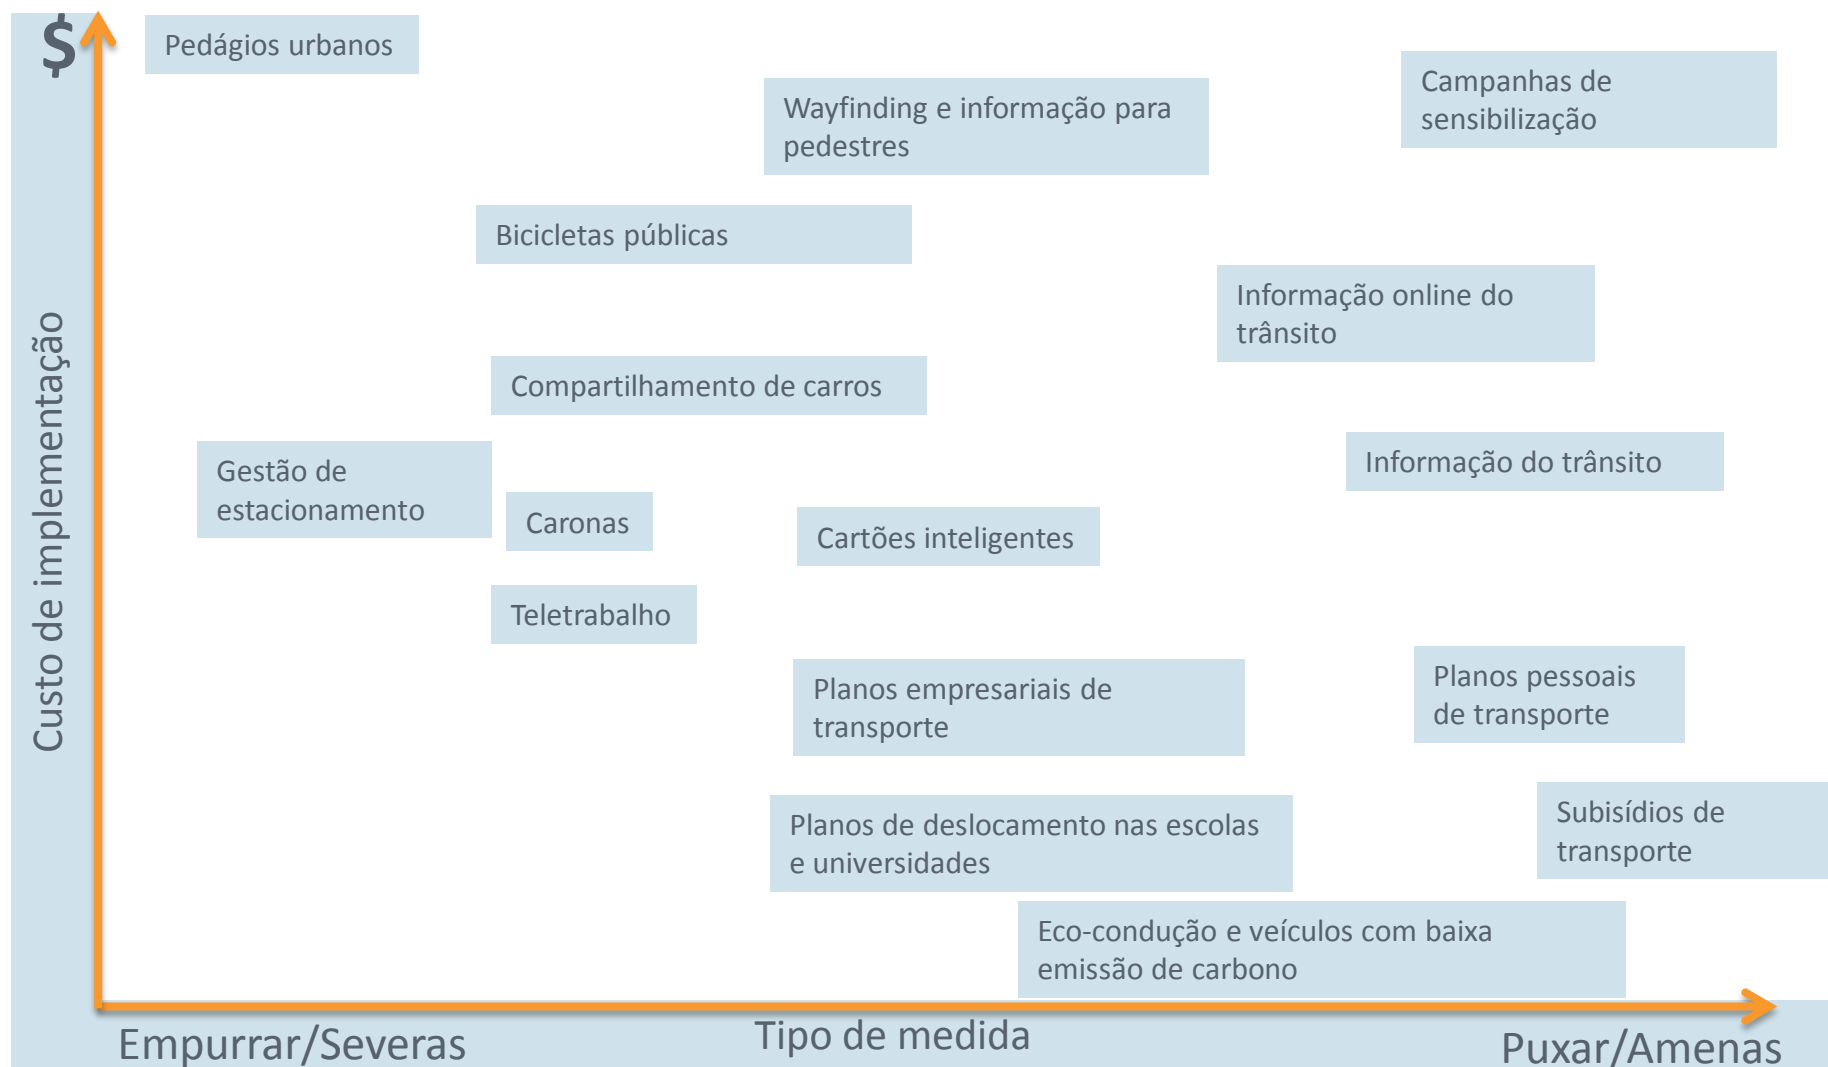 $
Pedágios urbanos
Campanhas de
sensibilização
Wayfinding e informação para
pedestres
Bicicletas públicas
Informação online do
trânsito
Compartilhamento de carros
Informação do trânsito
Gestão de
estacionamento
Caronas
Cartões inteligentes
Teletrabalho
Planos empresariais de
transporte
Planos pessoais
de transporte
Planos de deslocamento nas escolas
e universidades
Subisídios de
transporte
Eco-condução e veículos com baixa
emissão de carbono
Custo de implementação
Empurrar/Severas
Tipo de medida
Puxar/Amenas